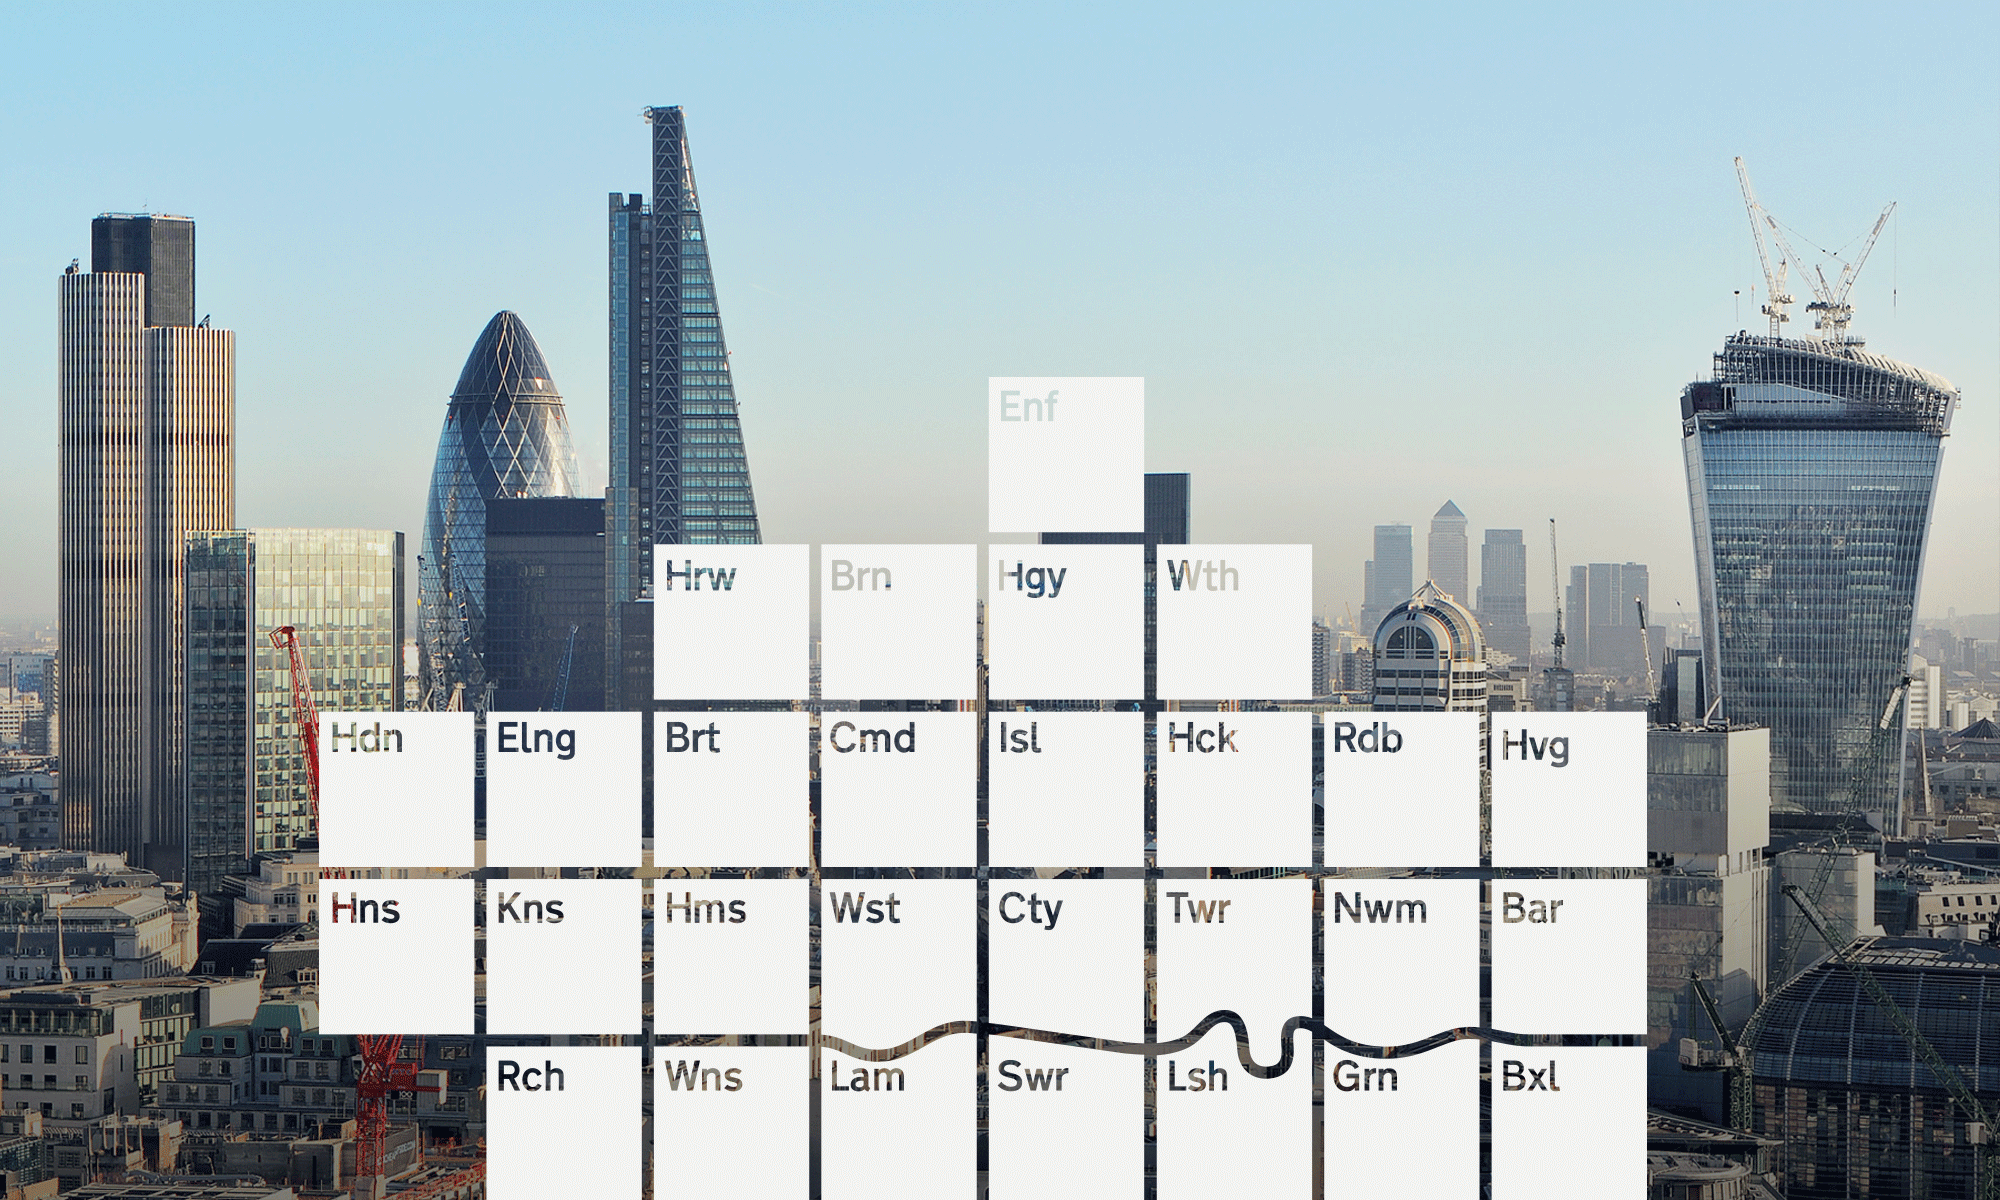 Enf
Hrw Brn Hgy Wth
Hdn Elng Brt Cmd Isl Hck Rdb Hvg
Hns Kns Hms Wst Cty Twr Nwm Bar
Rch Wns Lam Swr Lsh Grn Bxl